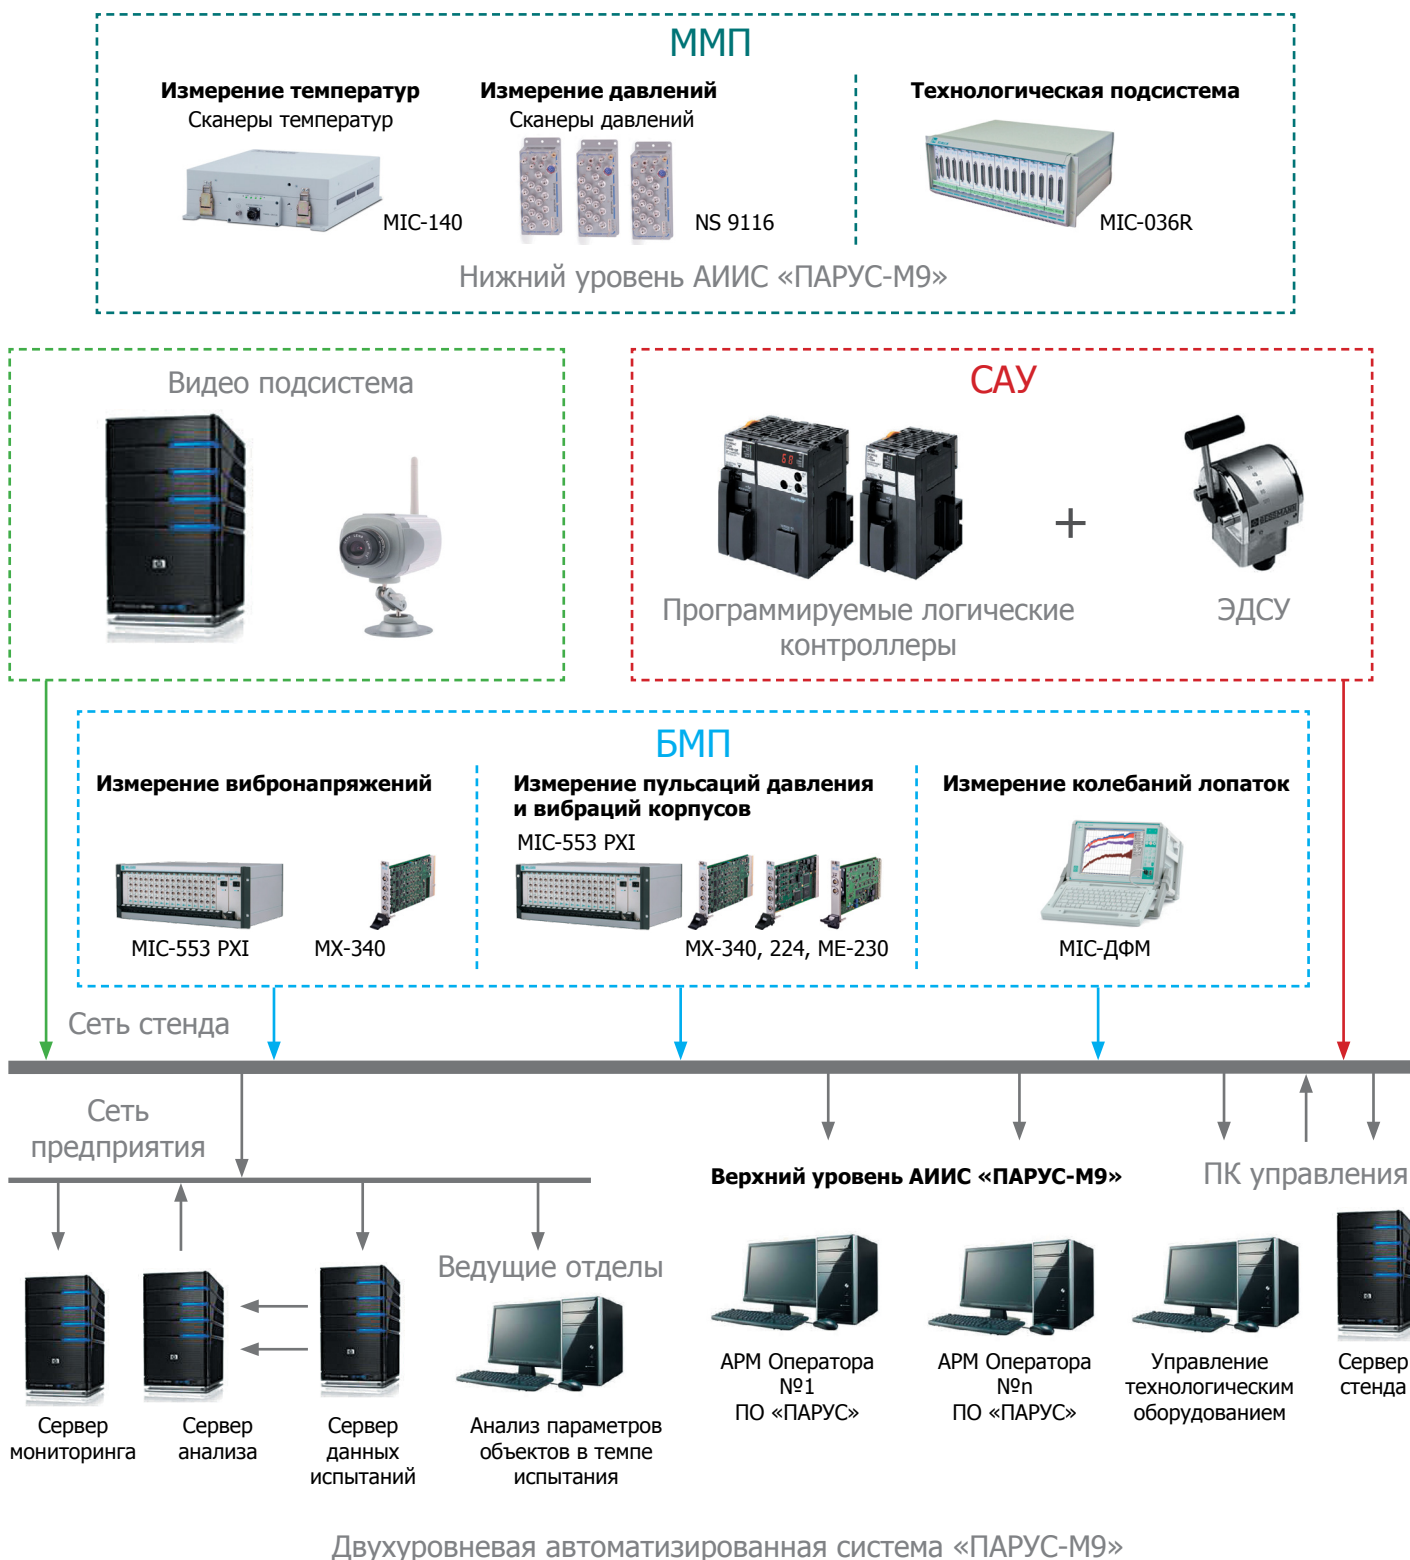 ММП
Измерение температур
Сканеры температур
MIC-140
Измерение давлений
Сканеры давлений
NS 9116
Технологическая подсистема
MIC-036R
Нижний уровень АИИС «ПАРУС-М9»
Видео подсистема
САУ
Программируемые логические
контроллеры
+
ЭДСУ
GESSMANN
БМП
Измерение вибронапряжений
MIC-553 PXI
MX-340
Измерение пульсаций давления
и вибраций корпусов
MIC-553 PXI
MX-340, 224, ME-230
Измерение колебаний лопаток
MIC-ДФМ
Сеть стенда
Сеть
предприятия
Верхний уровень АИИС «ПАРУС-М9»
ПК управления
Ведущие отделы
Сервер
мониторинга
Сервер
анализа
Сервер
данных
испытаний
Анализ параметров
объектов в темпе
испытания
АРМ Оператора
№1
ПО «ПАРУС»
АРМ Оператора
№n
ПО «ПАРУС»
Управление
технологическим
оборудованием
Сервер
стенда
Двухуровневая автоматизированная система «ПАРУС-М9»